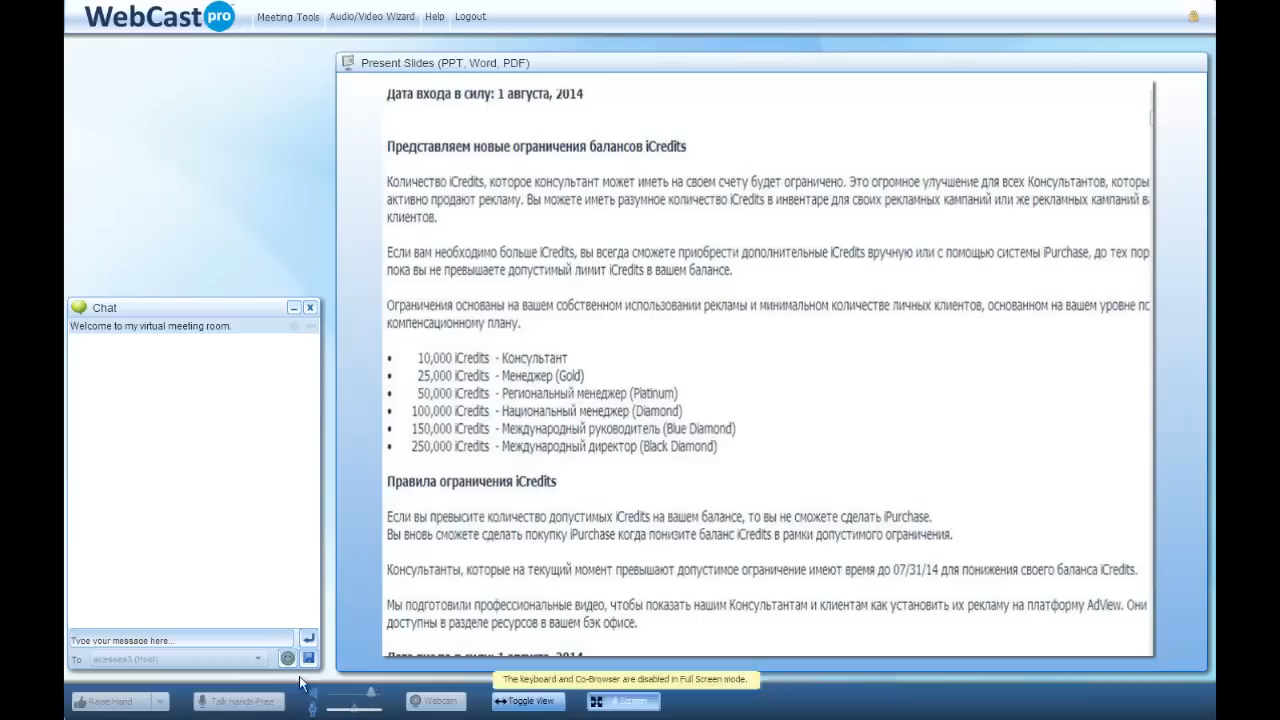 WebCast pro
Meeting Tools Audio/Video Wizard Help Logout
Present Slides (PPT, Word, PDF)
Дата входа в силу: 1 августа, 2014
Представляем новые ограничения балансов iCredits
Количество iCredits, которое консультант может иметь на своем счету будет ограничено. Это огромное улучшение для всех Консультантов, которы
активно продают рекламу. Вы можете иметь разумное количество iCredits в инвентаре для своих рекламных кампаний или же рекламных кампаний ва
клиентов.
Если вам необходимо больше iCredits, вы всегда сможете приобрести дополнительные iCredits вручную или с помощью системы iPurchase, до тех пор
пока вы не превышаете допустимый лимит iCredits в вашем балансе.
Ограничения основаны на вашем собственном использовании рекламы и минимальном количестве личных клиентов, основанном на вашем уровне по
компенсационному плану.
• 10,000 iCredits - Консультант
• 25,000 iCredits - Менеджер (Gold)
• 50,000 iCredits - Региональный менеджер (Platinum)
• 100,000 iCredits - Национальный менеджер (Diamond)
• 150,000 iCredits - Международный руководитель (Blue Diamond)
• 250,000 iCredits - Международный директор (Black Diamond)
Правила ограничения iCredits
Если вы превысите количество допустимых iCredits на вашем балансе, то вы не сможете сделать iPurchase.
Вы вновь сможете сделать покупку iPurchase когда понизите баланс iCredits в рамки допустимого ограничения.
Консультанты, которые на текущий момент превышают допустимое ограничение имеют время до 07/31/14 для понижения своего баланса iCredits.
Мы подготовили профессиональные видео, чтобы показать нашим Консультантам и клиентам как установить их рекламу на платформу AdView. Они
доступны в разделе ресурсов в вашем бэк офисе.
Дата входа в силу: 1 августа, 2014
Chat
Welcome to my virtual meeting room.
Type your message here...
To (Host)
The keyboard and Co-Browser are disabled in Full Screen mode.
Raise Hand Talk Hands-Free Webcam Toggle View